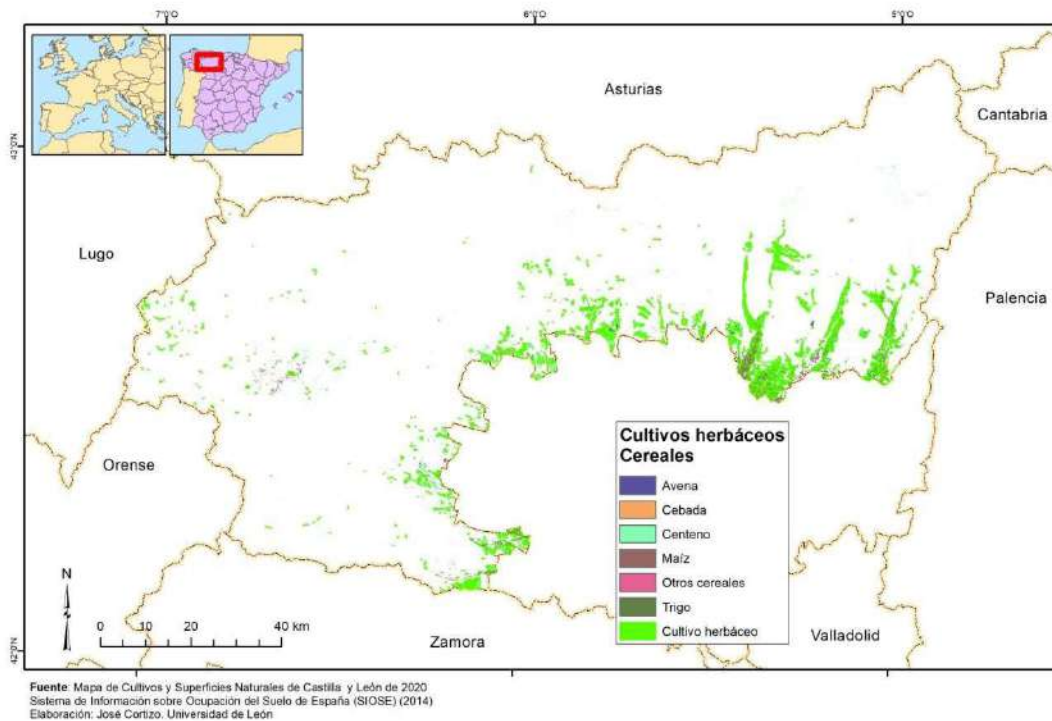 7°0'O
6°0'O
5°0'O
Asturias
Cantabria
43°0'N
Lugo
Palencia
Orense
Cultivos herbáceos
Cereales
Avena
Cebada
Centeno
Maíz
Otros cereales
Trigo
Cultivo herbáceo
N
0 10 20 40 km
Zamora
Valladolid
42°0'N
Fuente: Mapa de Cultivos y Superficies Naturales de Castilla y León de 2020
Sistema de Información sobre Ocupación del Suelo de España (SIOSE) (2014)
Elaboración: José Cortizo. Universidad de León